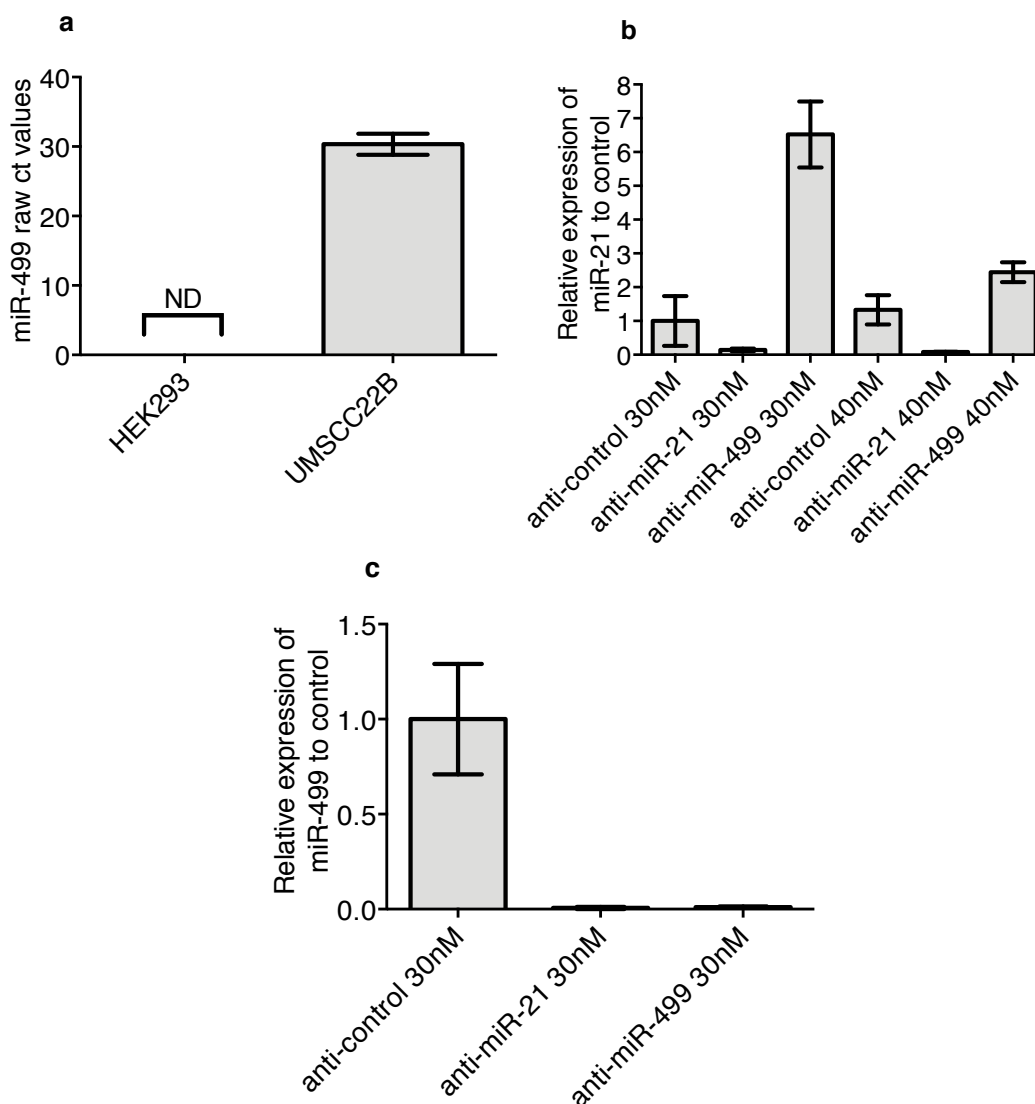 a
miR-499 raw ct values
40
30
20
10
0
ND
HEK293
UMSCC22B
b
Relative expression of
miR-21 to control
8
7
6
5
4
3
2
1
0
anti-control 30nM
anti-miR-21 30nM
anti-miR-499 30nM
anti-control 40nM
anti-miR-21 40nM
anti-miR-499 40nM
c
Relative expression of
miR-499 to control
1.5
1.0
0.5
0.0
anti-control 30nM
anti-miR-21 30nM
anti-miR-499 30nM